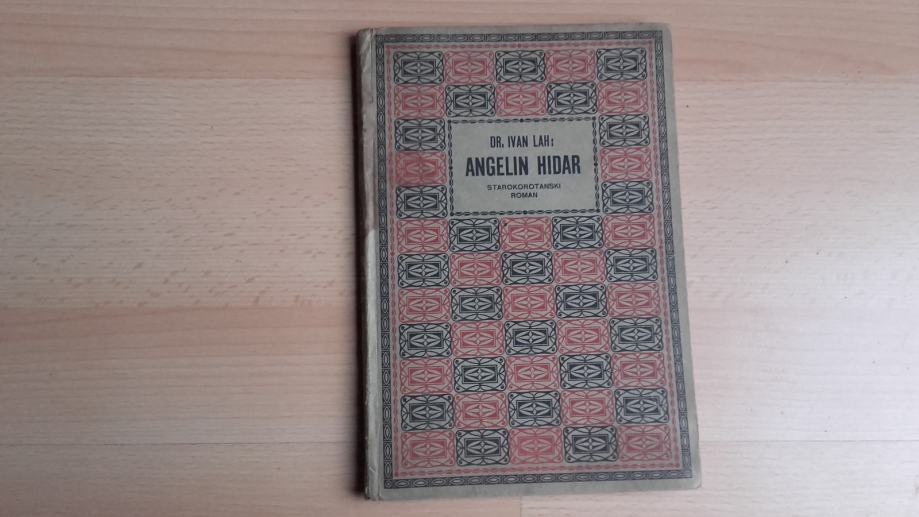 DR. IVAN LAH:
ANGELIN HIDAR
STAROKOROTANSKI
ROMAN